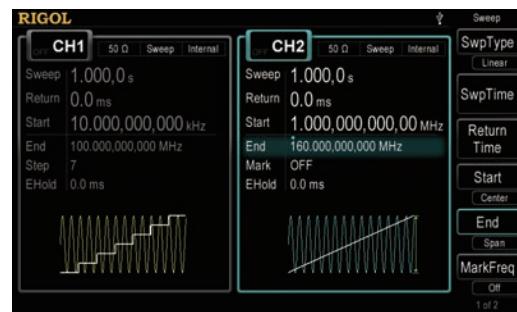 RIGOL
Sweep
OFF CH1 50 Ω Sweep Internal
Sweep 1.000,0 s
Return 0.0 ms
Start 10.000,000,000 kHz
End 100.000,000,000 MHz
Step 7
EHold 0.0 ms
OFF CH2 50 Ω Sweep Internal
Sweep 1.000,0 s
Return 0.0 ms
Start 1.000,000,000,00 MHz
End 160.000,000,000 MHz
Mark OFF
EHold 0.0 ms
SwpType
Linear
SwpTime
Return
Time
Start
Center
End
Span
MarkFreq
Off
1 of 2